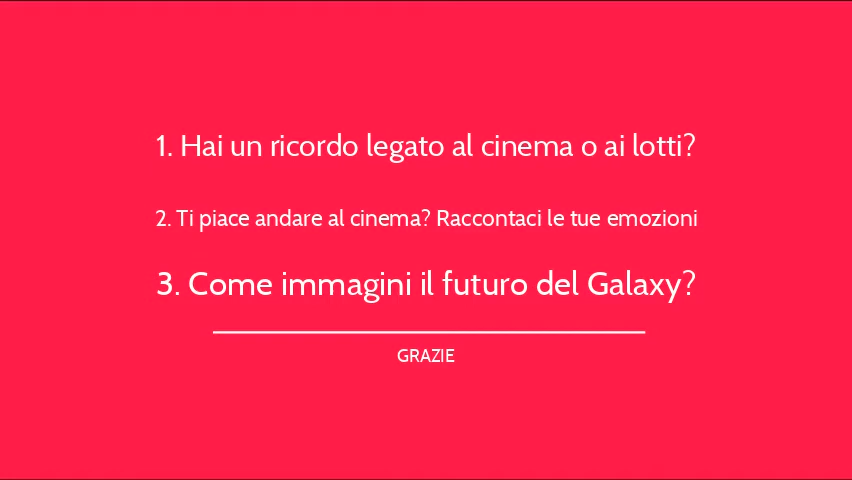 1. Hai un ricordo legato al cinema o ai lotti?
2. Ti piace andare al cinema? Raccontaci le tue emozioni
3. Come immagini il futuro del Galaxy?
GRAZIE